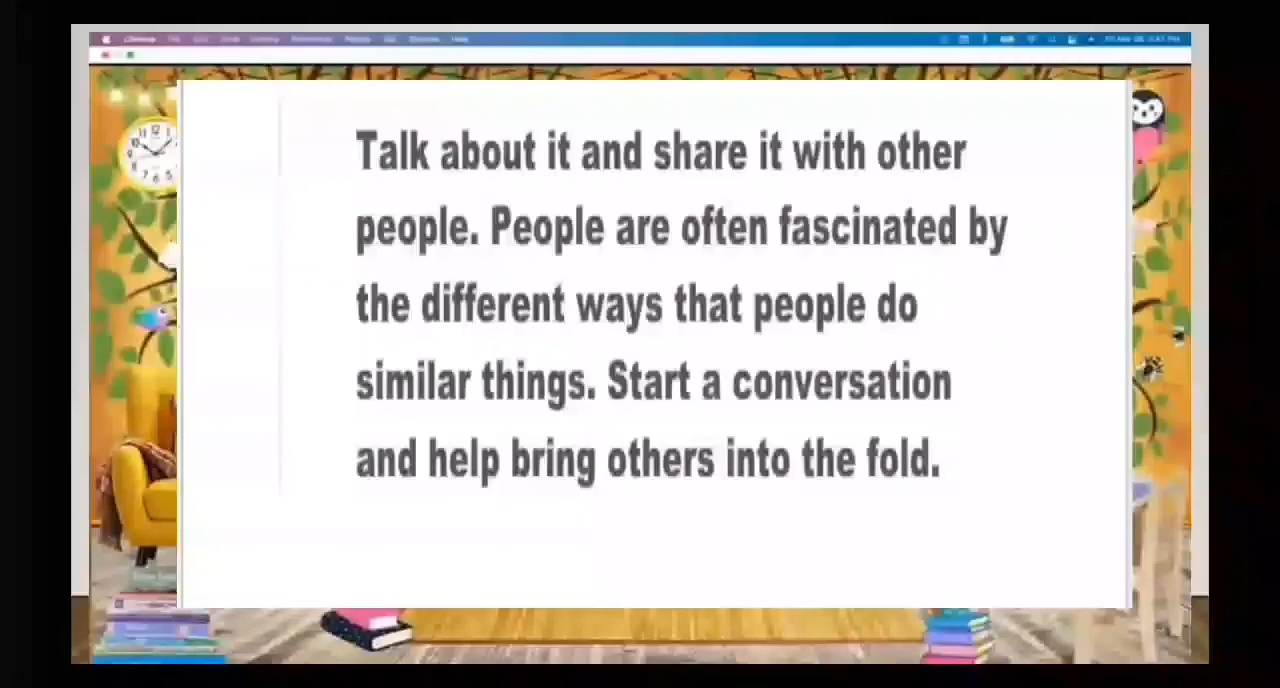 Talk about it and share it with other
people. People are often fascinated by
the different ways that people do
similar things. Start a conversation
and help bring others into the fold.